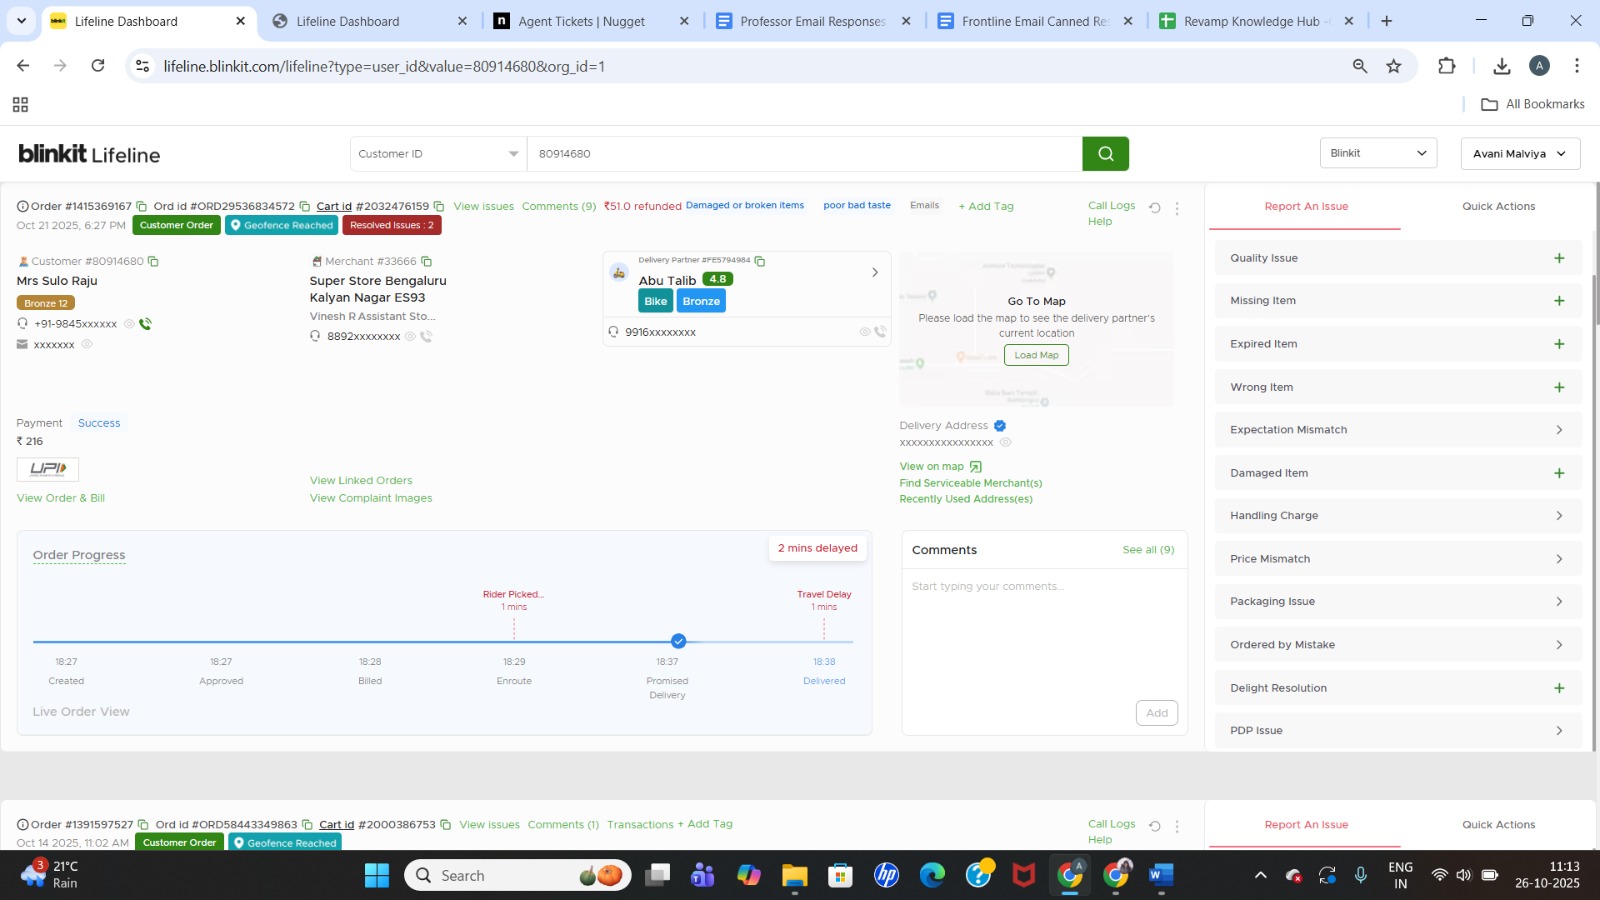 Lifeline Dashboard
Lifeline Dashboard
Agent Tickets | Nugget
Professor Email Responses
Frontline Email Canned Re
Revamp Knowledge Hub -
lifeline.blinkit.com/lifeline?type=user_id&value=80914680&org_id=1
A
All Bookmarks
blinkit Lifeline
Customer ID
80914680
Blinkit
Avani Malviya
Order #1415369167 Ord id #ORD29536834572 Cart id #2032476159 View issues Comments (9) ₹51.0 refunded Damaged or broken items poor bad taste Emails + Add Tag
Call Logs
Help
Oct 21 2025, 6:27 PM Customer Order Geofence Reached Resolved Issues : 2
Customer #80914680
Mrs Sulo Raju
Bronze 12
+91-9845xxxxxx
xxxxxxx
Merchant #33666
Super Store Bengaluru
Kalyan Nagar ES93
Vinesh R Assistant Sto...
8892xxxxxxxx
Delivery Partner #FE5794984
Abu Talib 4.8
Bike Bronze
9916xxxxxxxx
Go To Map
Please load the map to see the delivery partner's
current location
Load Map
Payment Success
₹ 216
UPI
View Order & Bill
View Linked Orders
View Complaint Images
Delivery Address
xxxxxxxxxxxxxxxx
View on map
Find Serviceable Merchant(s)
Recently Used Address(es)
Order Progress
2 mins delayed
Rider Picked...
1 mins
Travel Delay
1 mins
18:27
Created
18:27
Approved
18:28
Billed
18:29
Enroute
18:37
Promised
Delivery
18:38
Delivered
Live Order View
Comments
See all (9)
Start typing your comments...
Add
Report An Issue
Quick Actions
Quality Issue
Missing Item
Expired Item
Wrong Item
Expectation Mismatch
Damaged Item
Handling Charge
Price Mismatch
Packaging Issue
Ordered by Mistake
Delight Resolution
PDP Issue
Order #1391597527 Ord id #ORD58443349863 Cart id #2000386753 View issues Comments (1) Transactions + Add Tag
Call Logs
Help
Oct 14 2025, 11:02 AM Customer Order Geofence Reached
Report An Issue
Quick Actions
3
21°C
Rain
Search
ENG
IN
11:13
26-10-2025